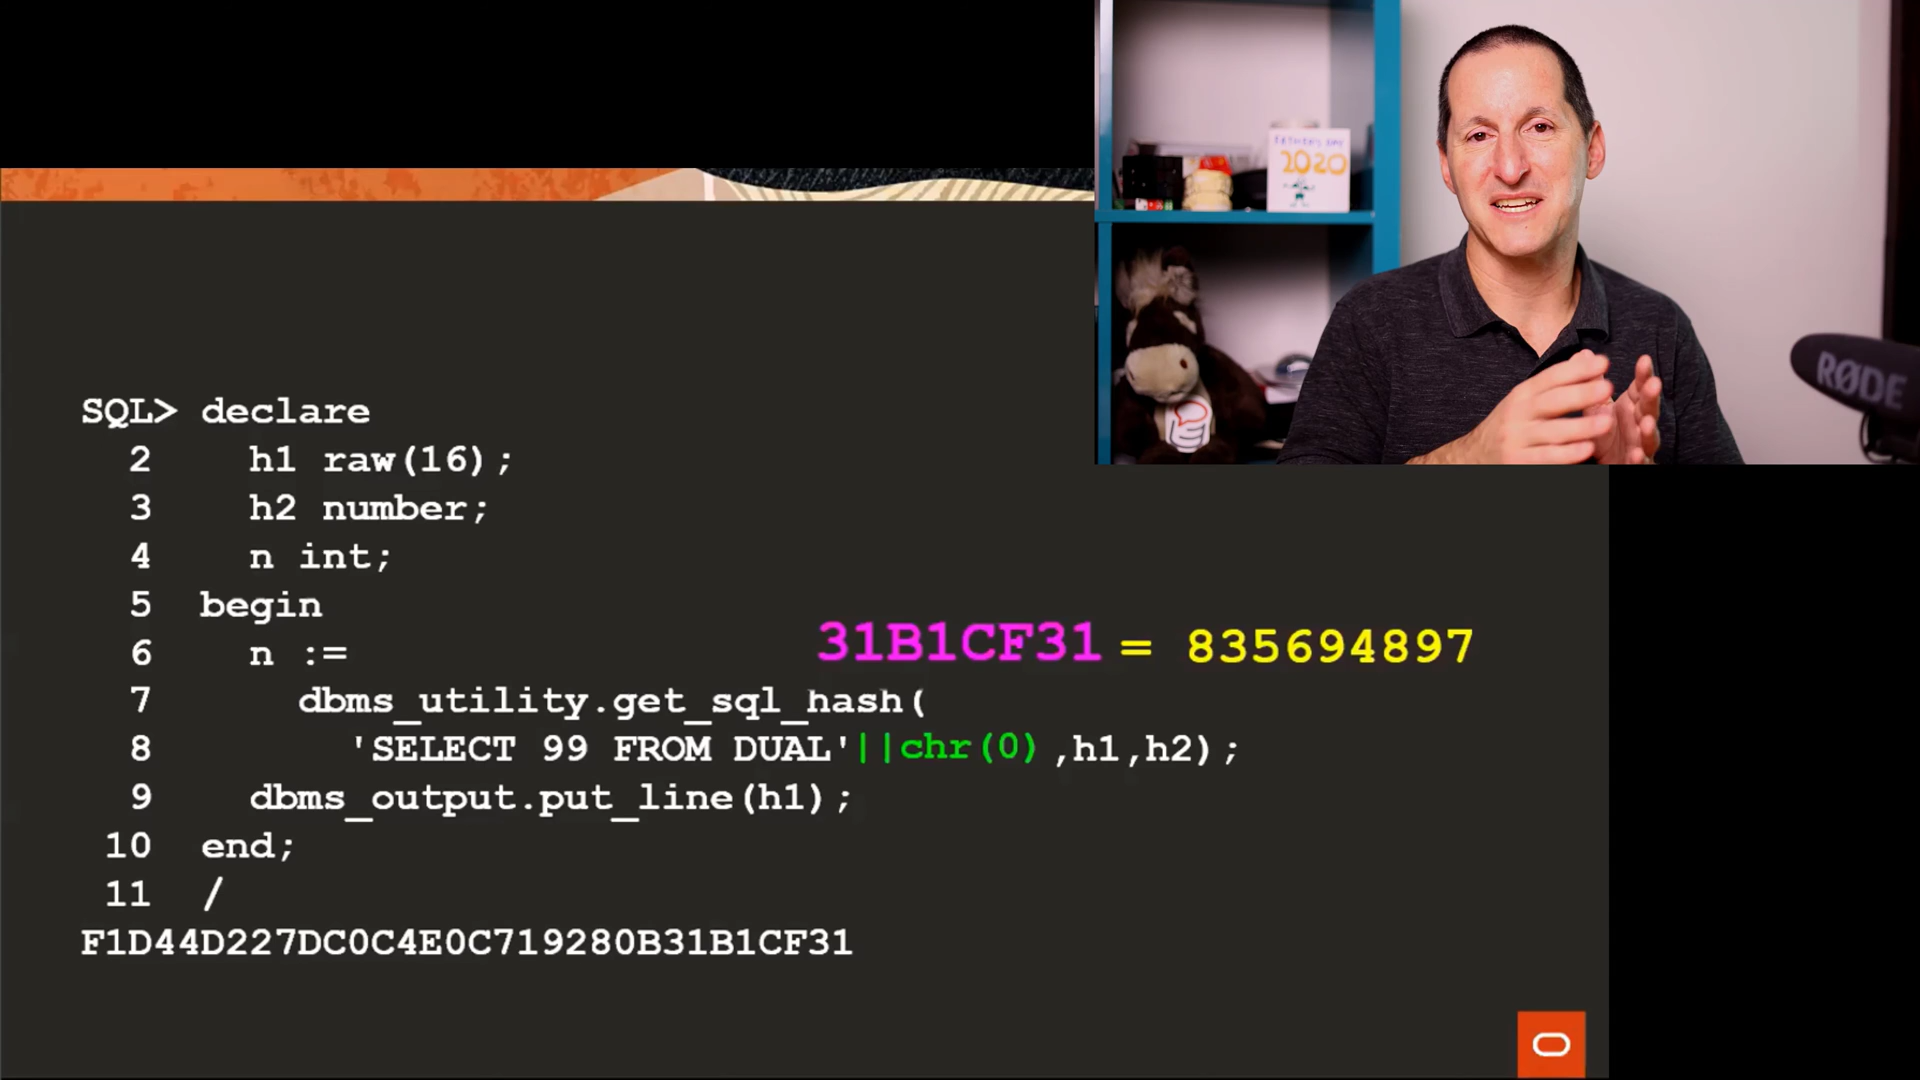 FATHERS DAY
2020
RØDE
SQL> declare
2 h1 raw(16);
3 h2 number;
4 n int;
5 begin
6 n :=
31B1CF31 = 835694897
7 dbms_utility.get_sql_hash(
8 'SELECT 99 FROM DUAL'||chr(0) ,h1,h2);
9 dbms_output.put_line(h1);
10 end;
11 /
F1D44D227DC0C4E0C719280B31B1CF31